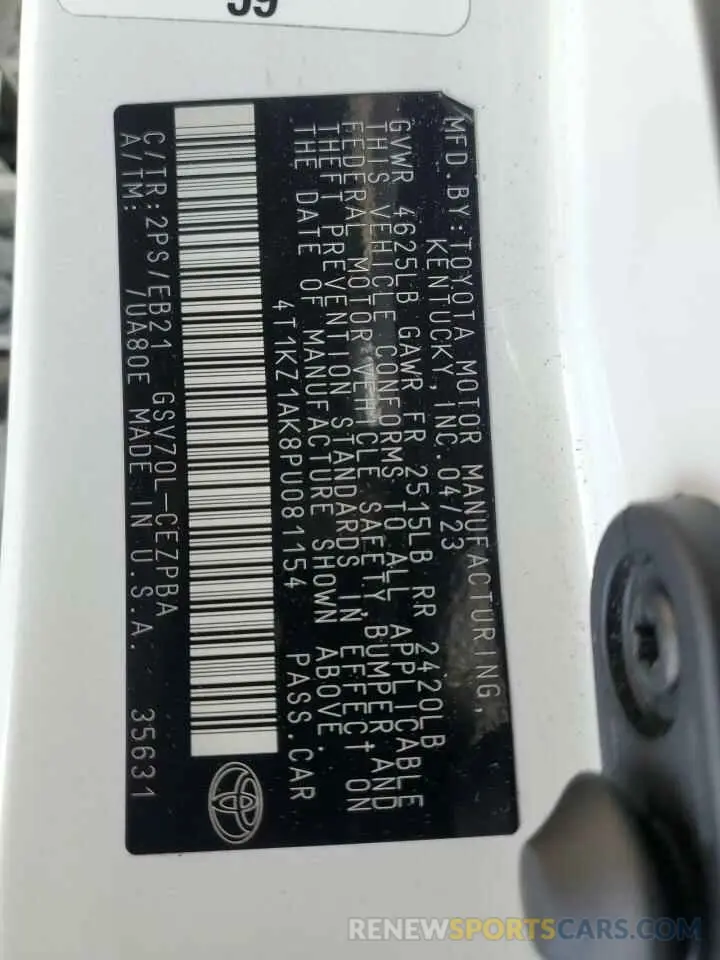 59
MFD.BY:TOYOTA MOTOR MANUFACTURING,
KENTUCKY, INC. 04/23
GVWR 4625LB GAWR FR 2515LB RR 2420LB
THIS VEHICLE CONFORMS TO ALL APPLICABLE
FEDERAL MOTOR VEHICLE SAFETY, BUMPER, AND
THEFT PREVENTION STANDARDS IN EFFECT ON
THE DATE OF MANUFACTURE SHOWN ABOVE.
4T1KZ1AK8PU081154 PASS.CAR
C/TR:2PS/EB21 GSV70L-CEZPBA
A/TM: /UA80E MADE IN U.S.A. 35631
RENEWSPORTSCARS.COM